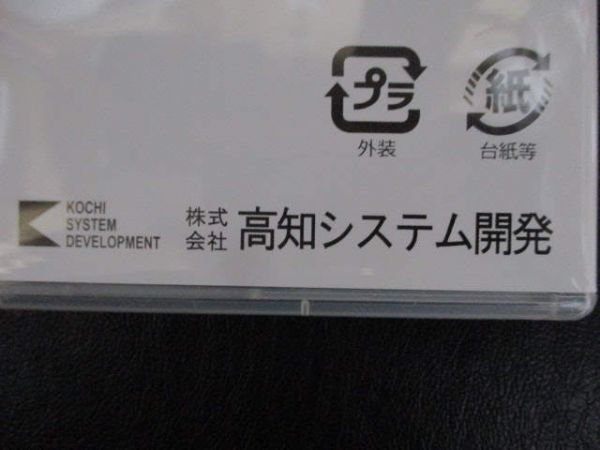 プラ
紙
外装
台紙等
KOCHI
SYSTEM
DEVELOPMENT
株式
会社
高知システム開発